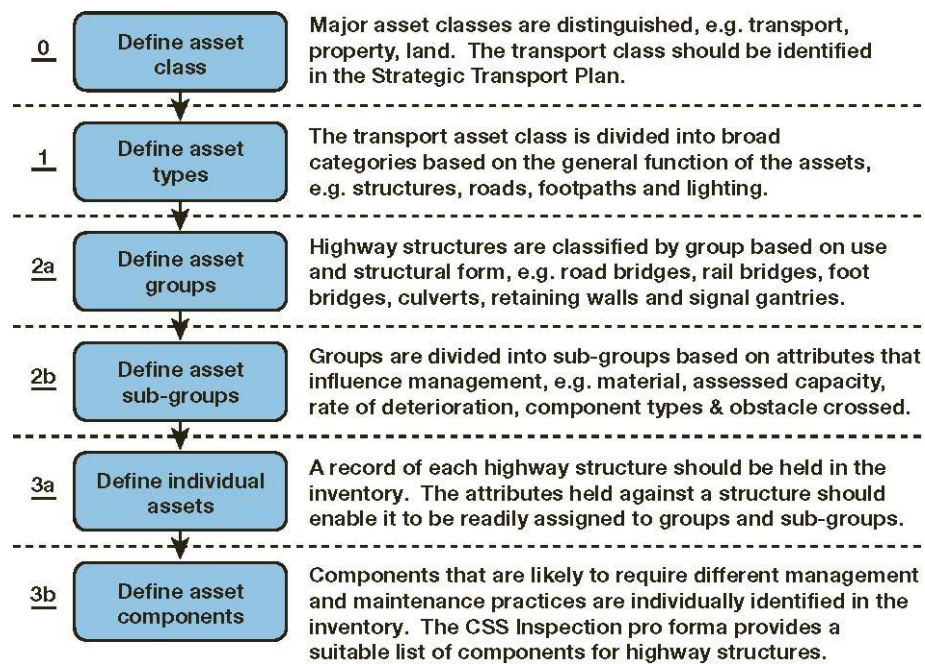 0
Define asset
class
Major asset classes are distinguished, e.g. transport,
property, land. The transport class should be identified
in the Strategic Transport Plan.
1
Define asset
types
The transport asset class is divided into broad
categories based on the general function of the assets,
e.g. structures, roads, footpaths and lighting.
2a
Define asset
groups
Highway structures are classified by group based on use
and structural form, e.g. road bridges, rail bridges, foot
bridges, culverts, retaining walls and signal gantries.
2b
Define asset
sub-groups
Groups are divided into sub-groups based on attributes that
influence management, e.g. material, assessed capacity,
rate of deterioration, component types & obstacle crossed.
3a
Define individual
assets
A record of each highway structure should be held in the
inventory. The attributes held against a structure should
enable it to be readily assigned to groups and sub-groups.
3b
Define asset
components
Components that are likely to require different management
and maintenance practices are individually identified in the
inventory. The CSS Inspection pro forma provides a
suitable list of components for highway structures.